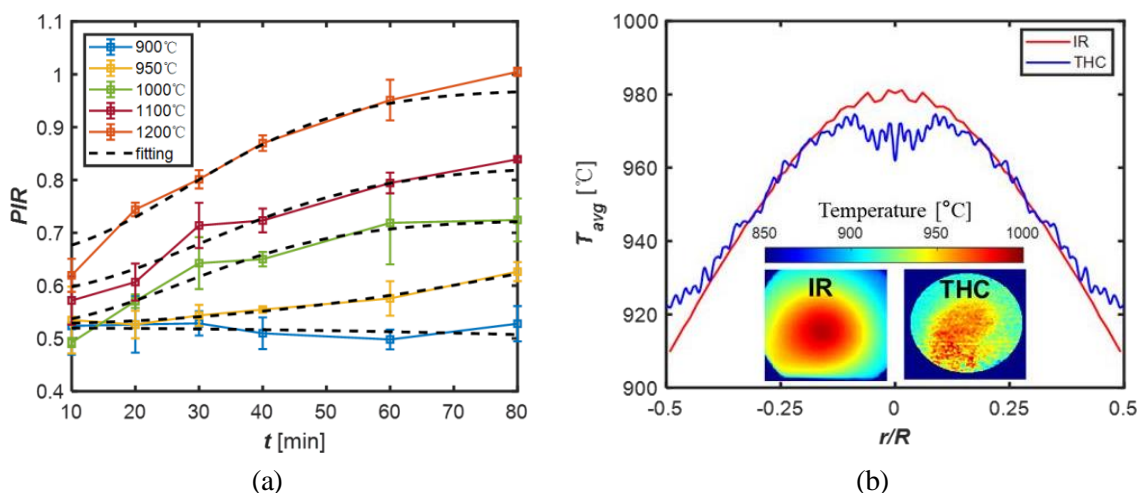 1.1
1
0.9
0.8
0.7
0.6
0.5
0.4
PIR
900℃
950℃
1000℃
1100℃
1200℃
fitting
10 20 30 40 50 60 70 80
t [min]
(a)
1000
980
960
940
920
900
T_avg [℃]
IR
THC
Temperature [°C]
850 900 950 1000
IR THC
-0.5 -0.25 0 0.25 0.5
r/R
(b)